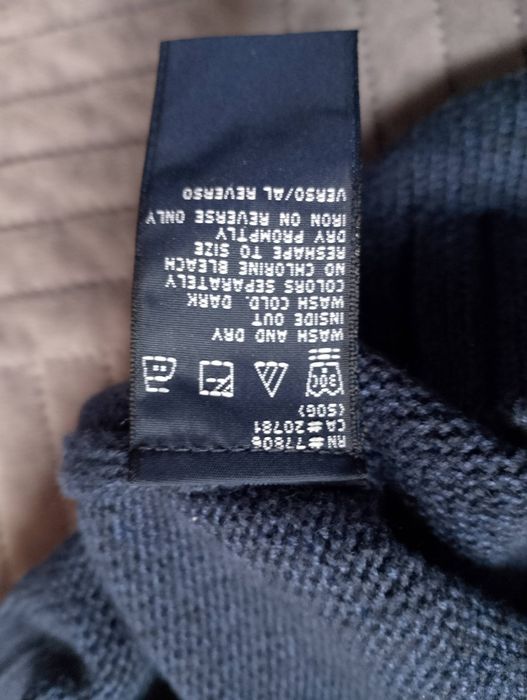 RN#77806
CA#20781
(S06)
30C
WASH AND DRY
INSIDE OUT
WASH COLD. DARK
COLORS SEPARATELY
NO CHLORINE BLEACH
RESHAPE TO SIZE
DRY PROMPTLY
IRON ON REVERSE ONLY
VERSO/AL REVERSO